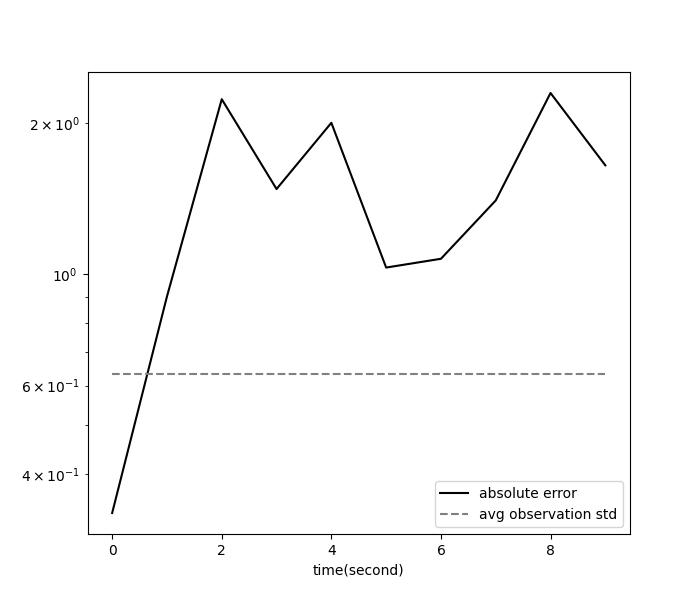 2 × 10⁰
10⁰
6 × 10⁻¹
4 × 10⁻¹
absolute error
avg observation std
0 2 4 6 8
time(second)